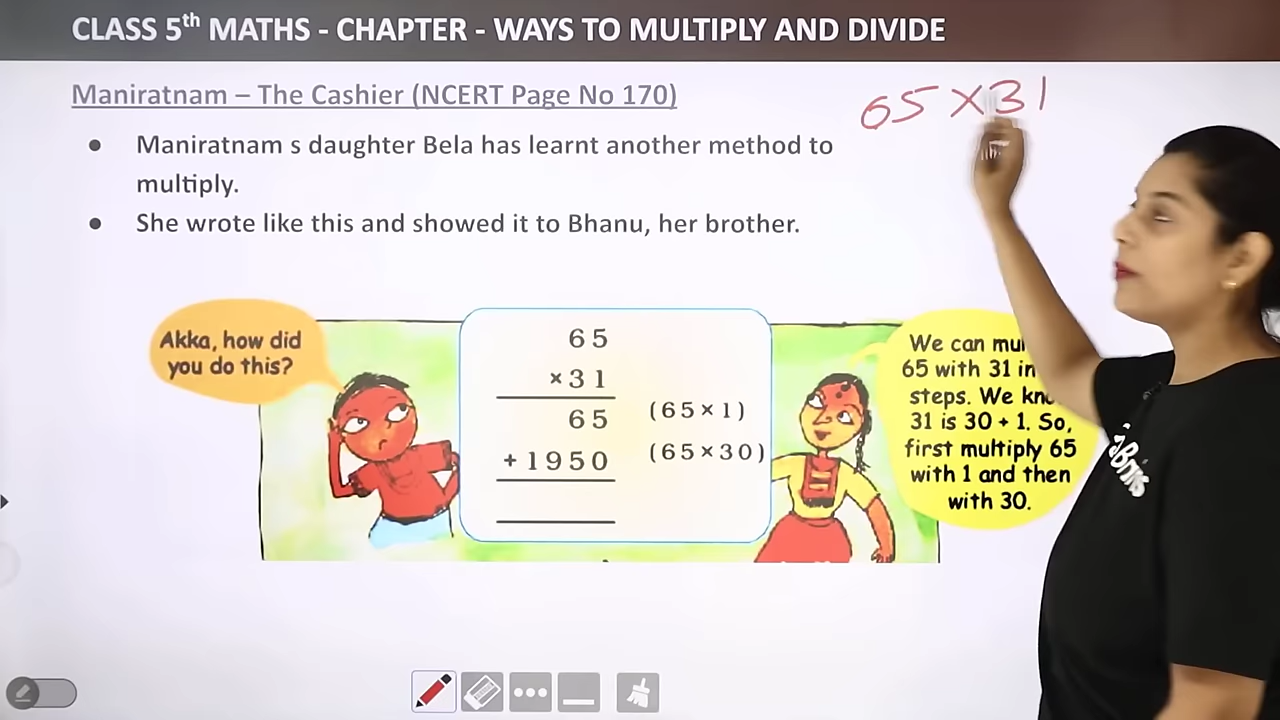 CLASS 5th MATHS - CHAPTER - WAYS TO MULTIPLY AND DIVIDE
Maniratnam – The Cashier (NCERT Page No 170)
65 × 31
● Maniratnam s daughter Bela has learnt another method to
multiply.
● She wrote like this and showed it to Bhanu, her brother.
Akka, how did
you do this?
65
×31
65 (65×1)
+1950 (65×30)
We can mu
65 with 31 in
steps. We kn
31 is 30 + 1. So,
first multiply 65
with 1 and then
with 30.